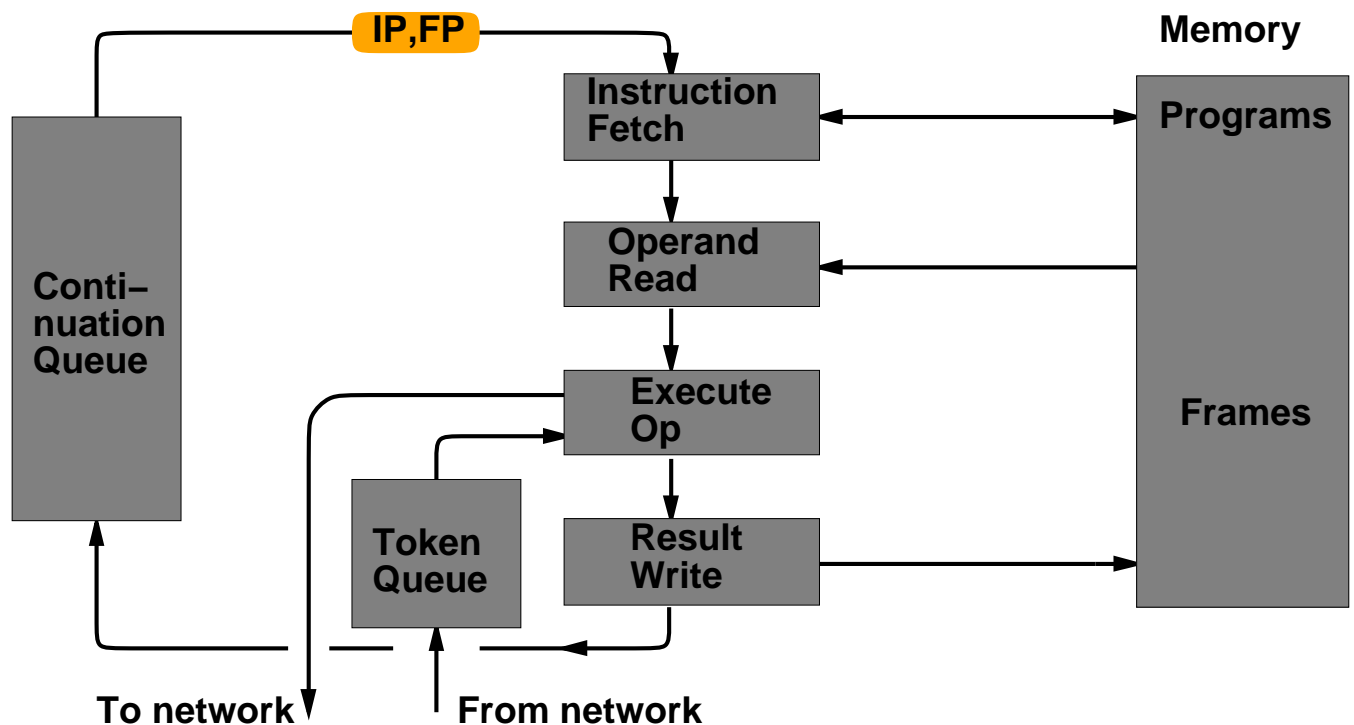 IP,FP
Memory
Instruction
Fetch
Programs
Operand
Read
Conti–
nuation
Queue
Execute
Op
Frames
Token
Queue
Result
Write
To network
From network